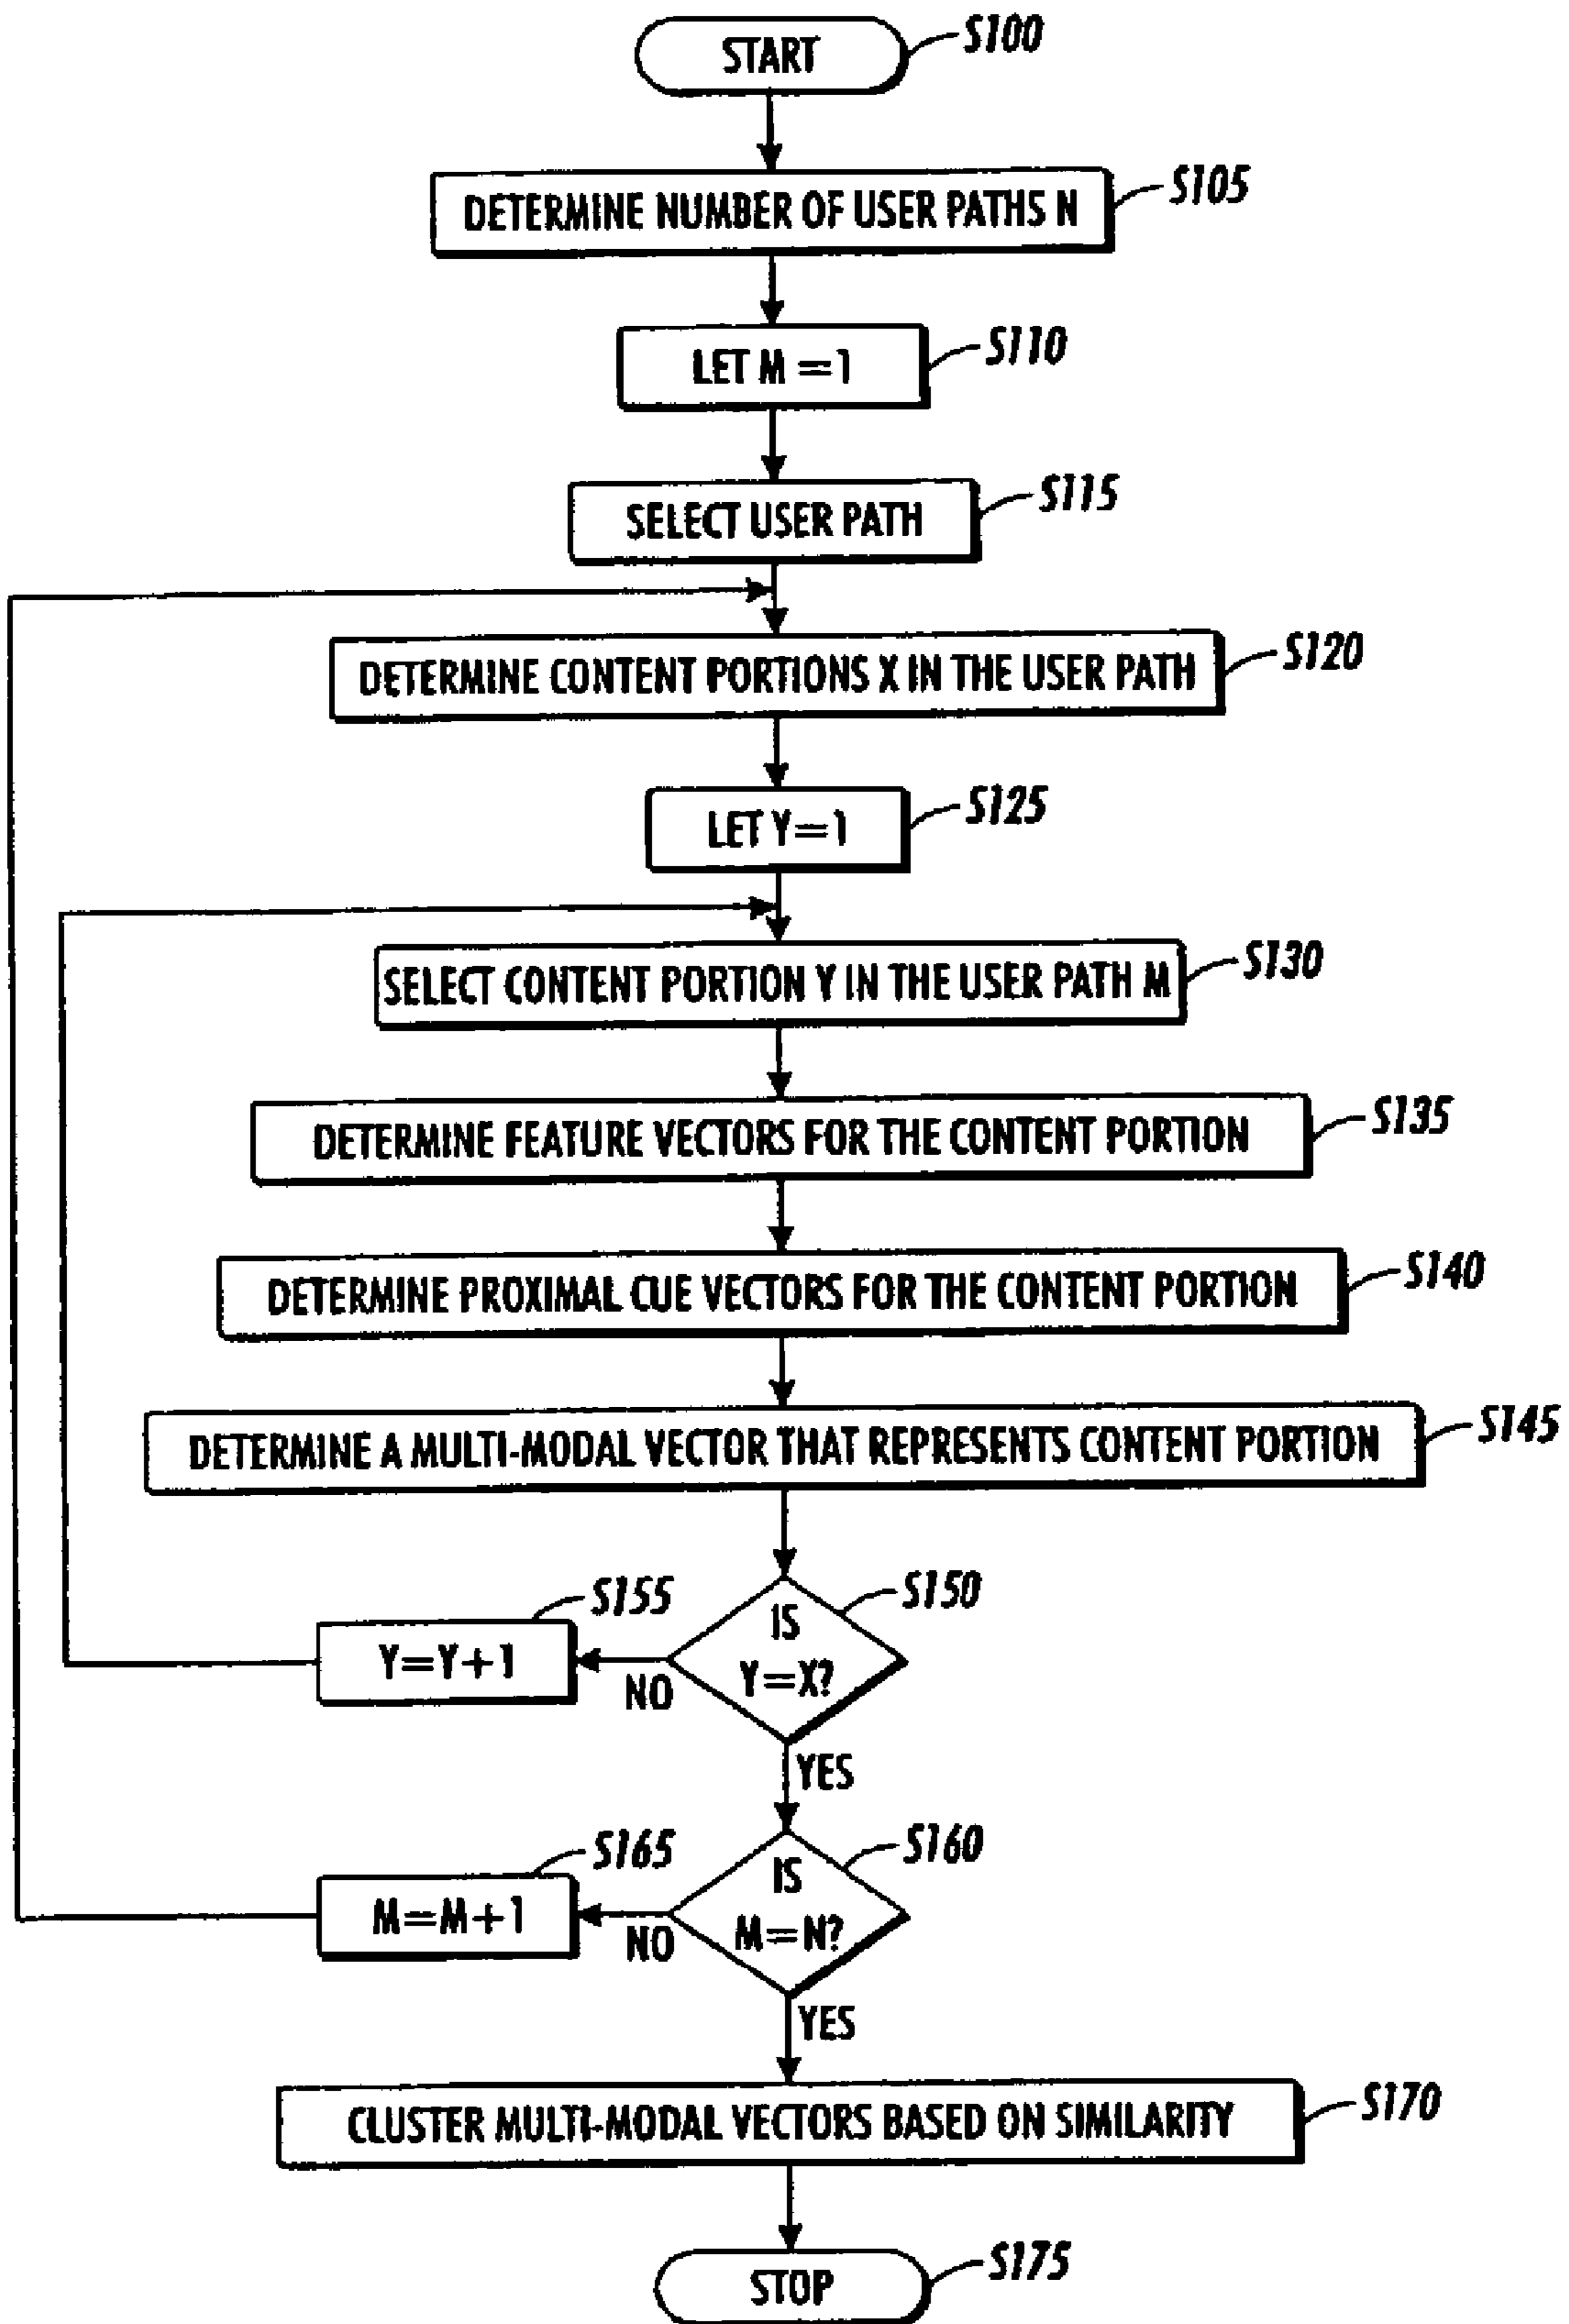 START
S100
DETERMINE NUMBER OF USER PATHS N
S105
LET M =1
S110
SELECT USER PATH
S115
DETERMINE CONTENT PORTIONS X IN THE USER PATH
S120
LET Y=1
S125
SELECT CONTENT PORTION Y IN THE USER PATH M
S130
DETERMINE FEATURE VECTORS FOR THE CONTENT PORTION
S135
DETERMINE PROXIMAL CUE VECTORS FOR THE CONTENT PORTION
S140
DETERMINE A MULTI-MODAL VECTOR THAT REPRESENTS CONTENT PORTION
S145
IS
Y=X?
S150
NO
Y=Y+1
S155
YES
IS
M=N?
S160
NO
M=M+1
S165
YES
CLUSTER MULTI-MODAL VECTORS BASED ON SIMILARITY
S170
STOP
S175